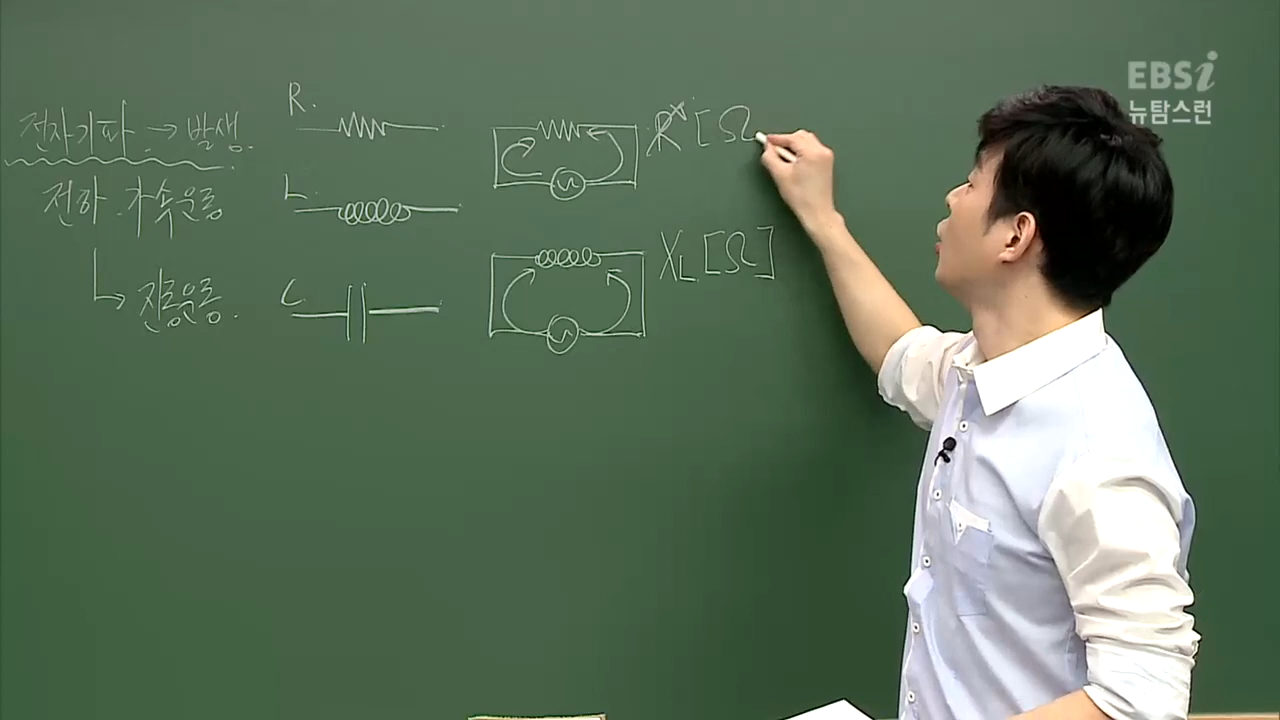 전자기파 → 발생.
전하 가속운동
진동운동.
R.
L.
C.
R [Ω
X_L [Ω]
EBSi
뉴탐스런